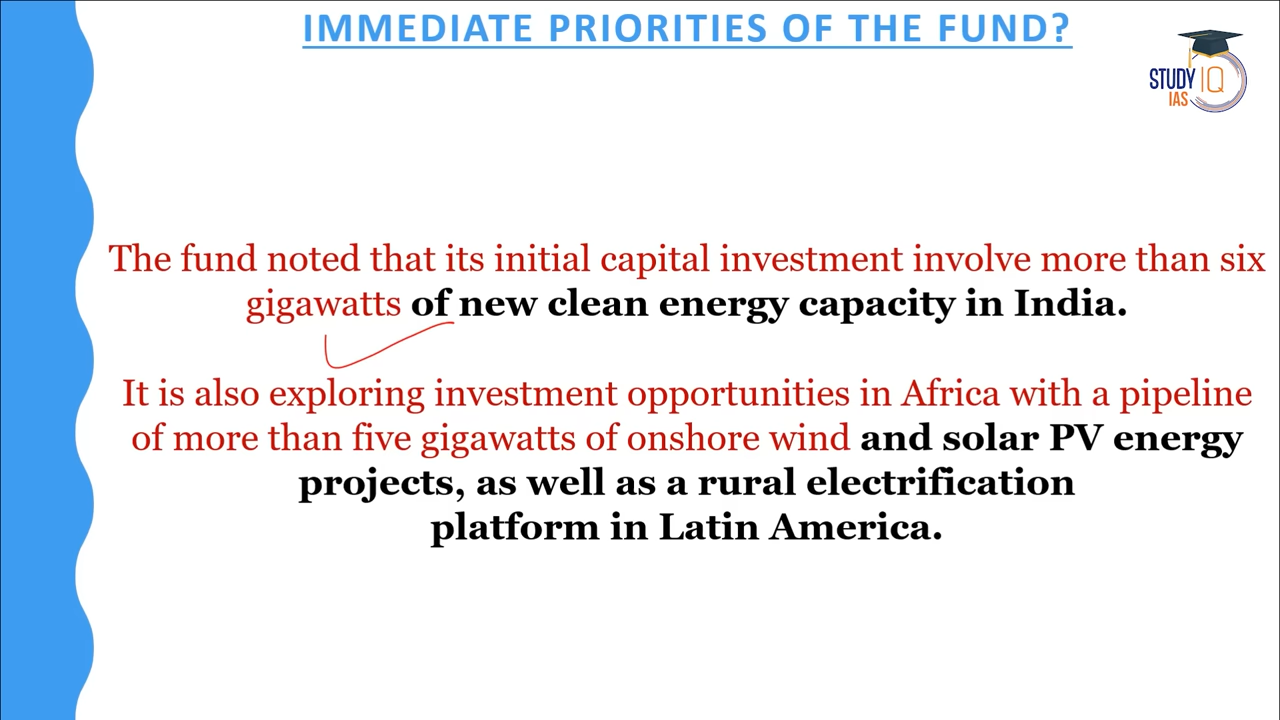 IMMEDIATE PRIORITIES OF THE FUND?
STUDY IQ
IAS
The fund noted that its initial capital investment involve more than six
gigawatts of new clean energy capacity in India.
It is also exploring investment opportunities in Africa with a pipeline
of more than five gigawatts of onshore wind and solar PV energy
projects, as well as a rural electrification
platform in Latin America.